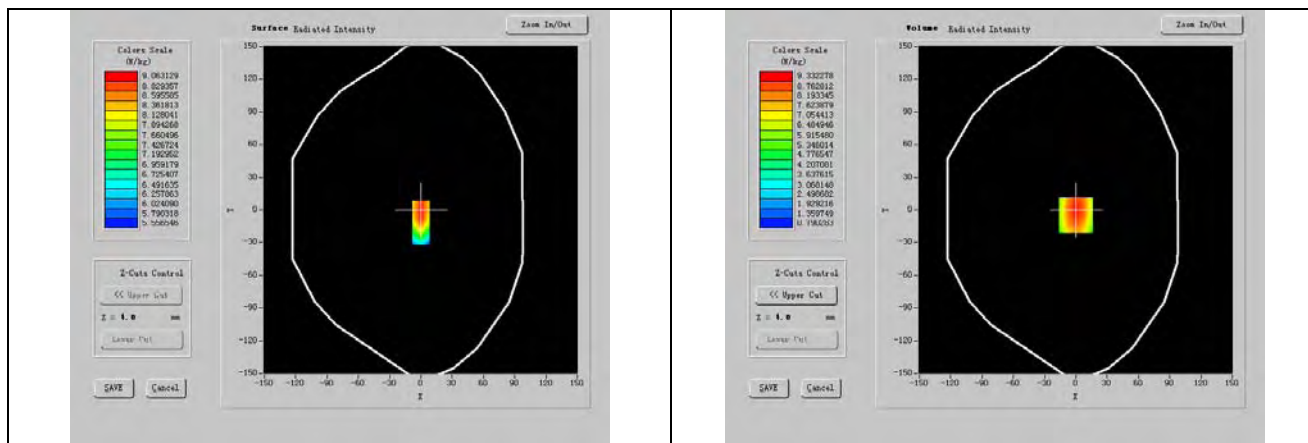 Surface Radiated Intensity
Zoom In/Out
Colors Scale
(W/kg)
9.063129
8.829357
8.595585
8.361813
8.128041
7.894268
7.660496
7.426724
7.192952
6.959179
6.725407
6.491635
6.257863
6.024090
5.790318
5.556546
Z-Cuts Control
<< Upper Cut
Z = 4.0 mm
Lower Cut
SAVE Cancel
150
120
90
60
30
0
-30
-60
-90
-120
-150
Y
-150 -120 -90 -60 -30 0 30 60 90 120 150
X
Volume Radiated Intensity
Zoom In/Out
Colors Scale
(W/kg)
9.332278
8.762812
8.193345
7.623879
7.054413
6.484946
5.915480
5.346014
4.776547
4.207081
3.637615
3.068148
2.498682
1.929216
1.359749
0.790283
Z-Cuts Control
<< Upper Cut
Z = 4.0 mm
Lower Cut
SAVE Cancel
150
120
90
60
30
0
-30
-60
-90
-120
-150
Y
-150 -120 -90 -60 -30 0 30 60 90 120 150
X